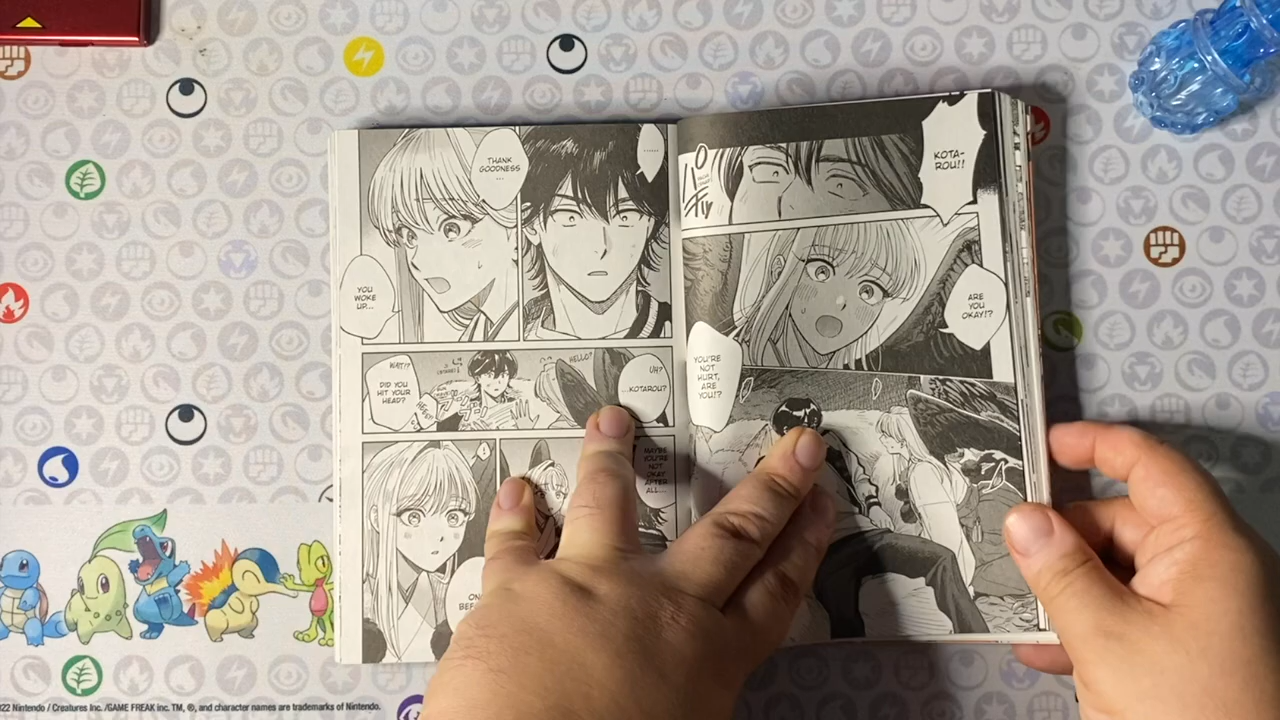 KOTA-
ROU!!
ARE
YOU
OKAY!?
YOU'RE
NOT
HURT,
ARE
YOU!?
......
THANK
GOODNESS
...
YOU
WOKE
UP...
HELLO?
UH?
...KOTAROU?
WAIT!?
DID YOU
HIT YOUR
HEAD?
MAYBE
YOU'RE
NOT
OKAY
AFTER
ALL...
22 Nintendo / Creatures Inc. /GAME FREAK inc. TM, ®, and character names are trademarks of Nintendo.